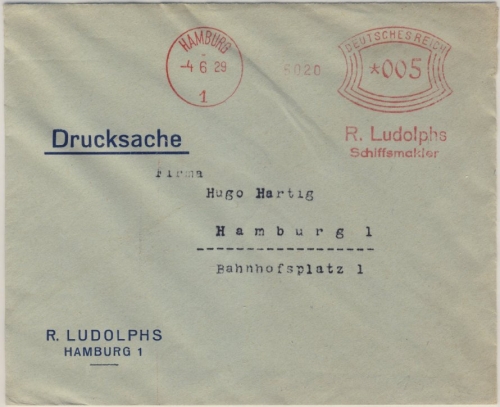 HAMBURG
-4 6 29
1
6020
DEUTSCHES REICH
*005
R. Ludolphs
Schiffsmakler
Drucksache
Firma
Hugo Hartig
Hamburg 1
Bahnhofsplatz 1
R. LUDOLPHS
HAMBURG 1